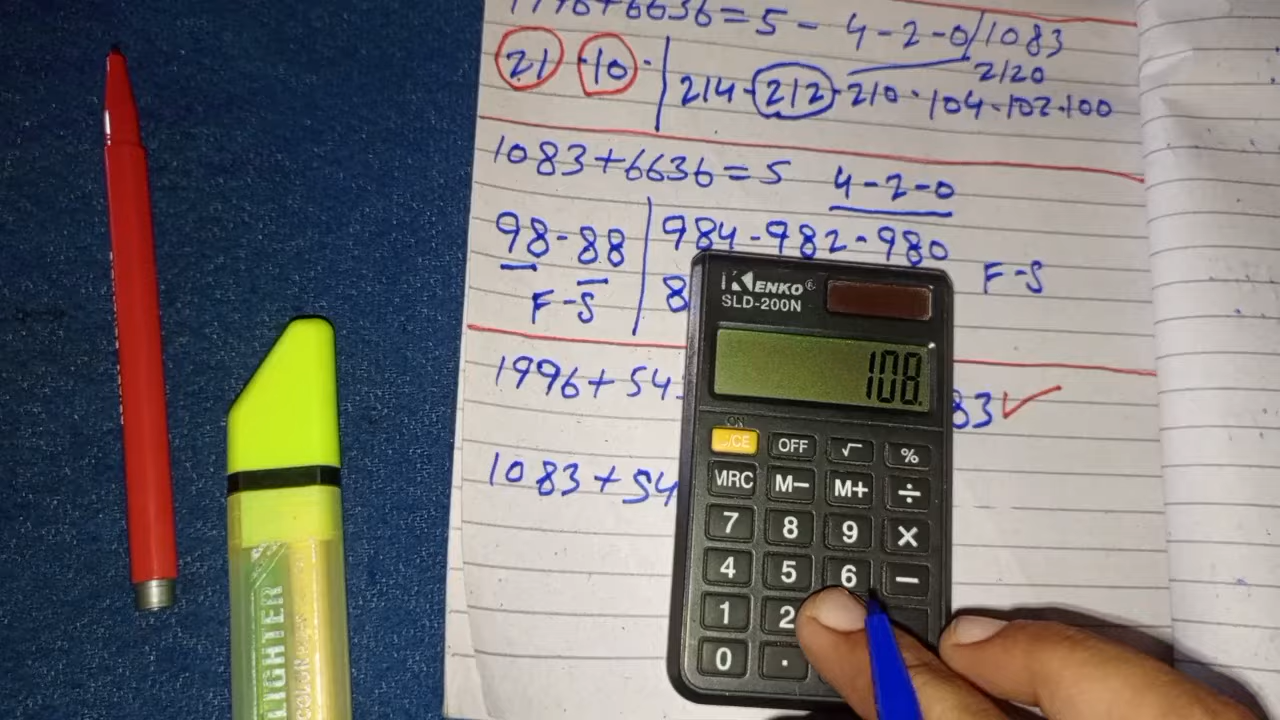 1996+6636=5- 4-2-0/1083
21 10 · 214-212-210·104·102·100
2120
1083+6636=5 4-2-0
98-88 984-982-980
F-S 8 F-S
KENKO®
SLD-200N
108.
1996+54 83✓
1083+54
ON
C/CE OFF √ %
MRC M− M+ ÷
7 8 9 ×
4 5 6 −
1 2
0 ·